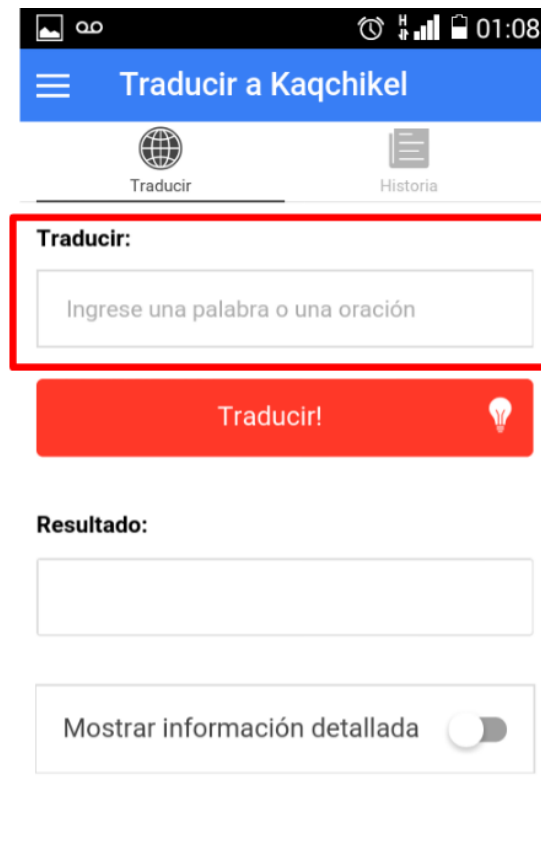 H 01:08
Traducir a Kaqchikel
Traducir Historia
Traducir:
Ingrese una palabra o una oración
Traducir!
Resultado:
Mostrar información detallada